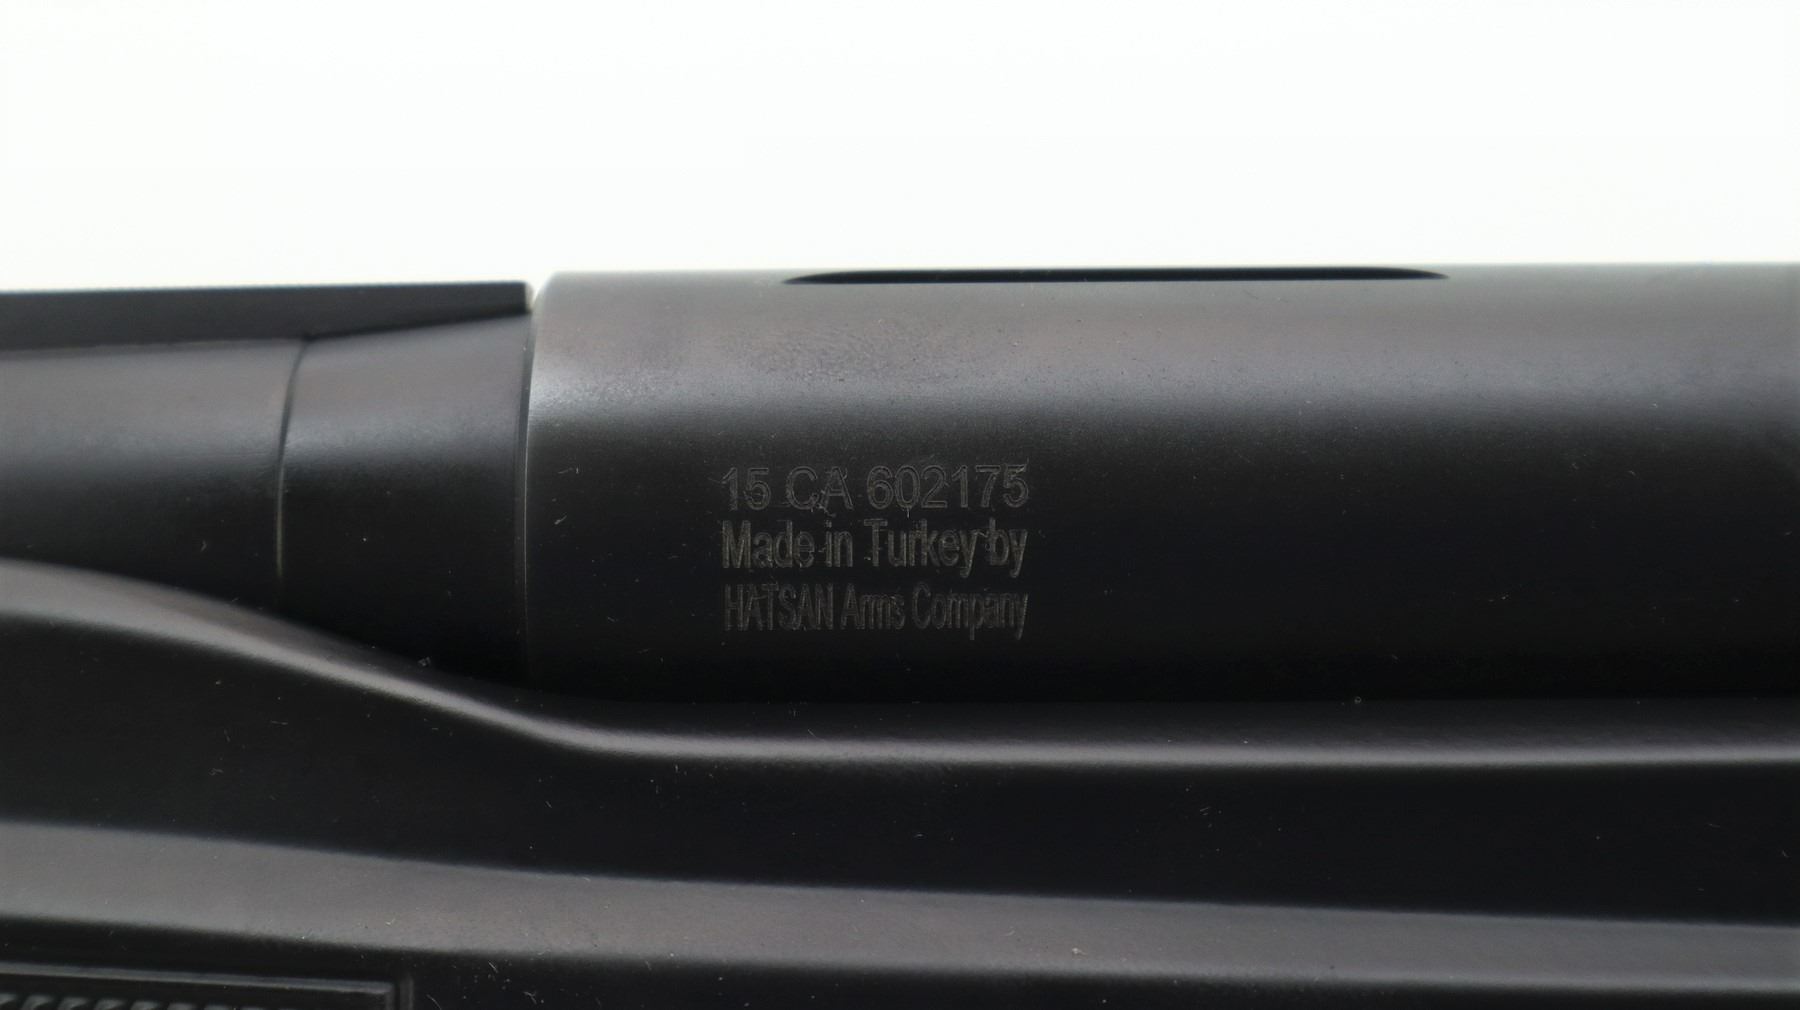 15 CA 602175
Made in Turkey by
HATSAN Arms Company